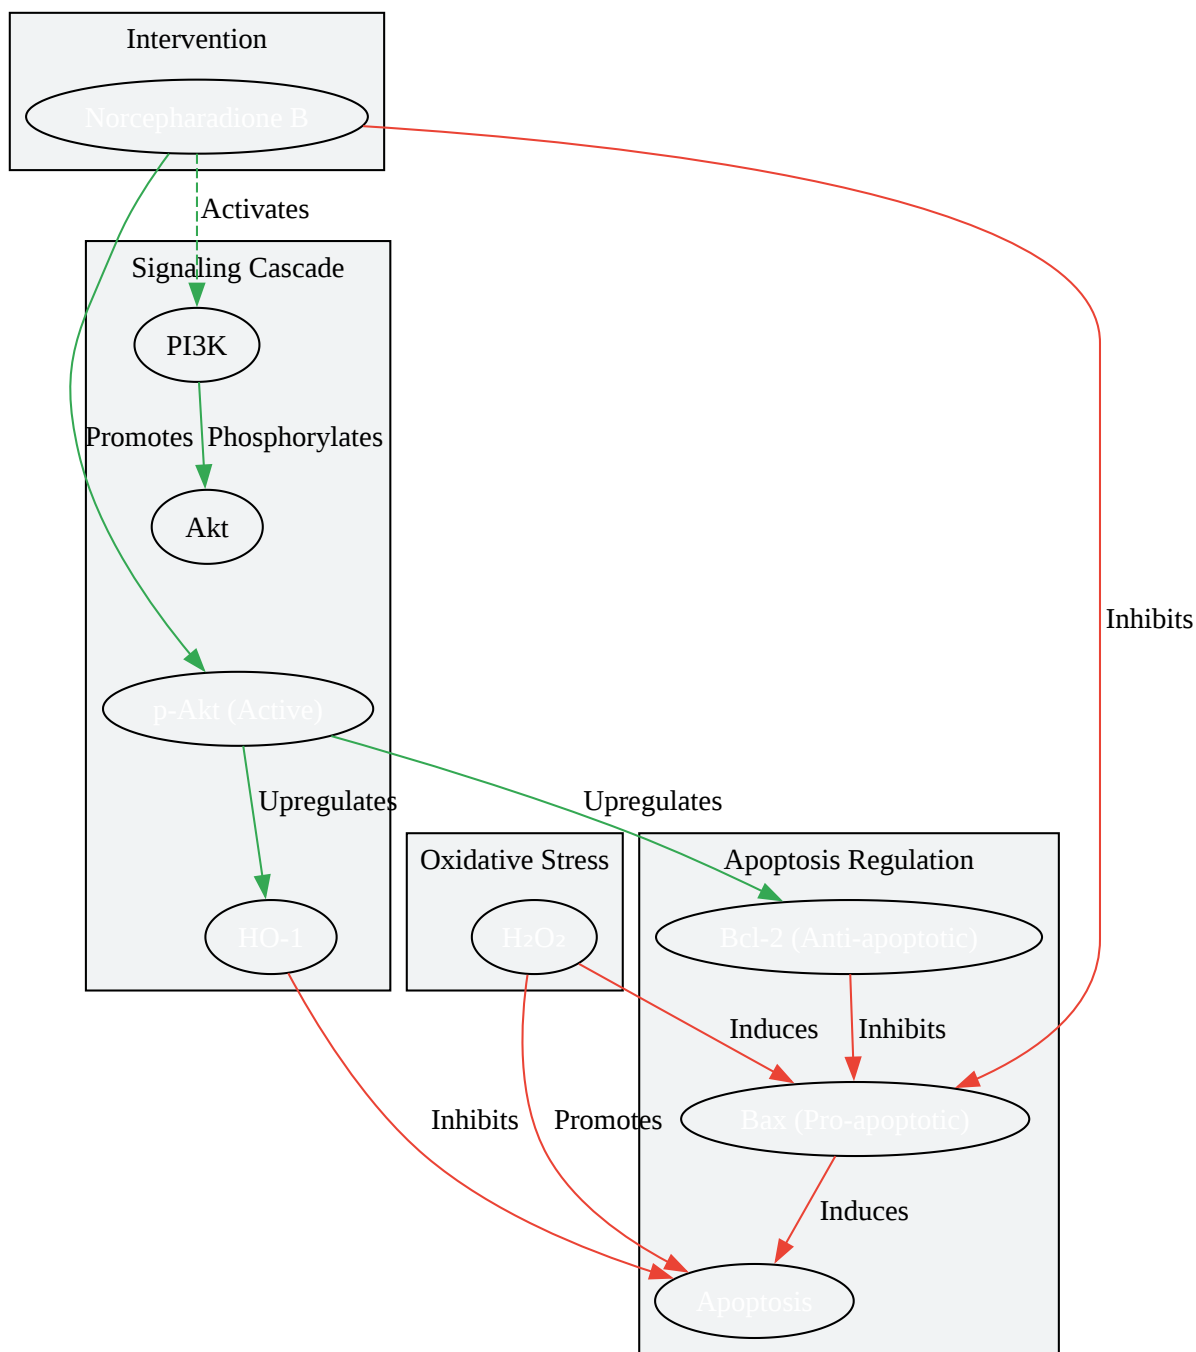 Intervention
Norcepharadione B
Activates
Signaling Cascade
PI3K
Promotes
Phosphorylates
Akt
Inhibits
p-Akt (Active)
Upregulates
Upregulates
Oxidative Stress
Apoptosis Regulation
HO-1
H₂O₂
Bcl-2 (Anti-apoptotic)
Induces
Inhibits
Inhibits
Promotes
Bax (Pro-apoptotic)
Induces
Apoptosis